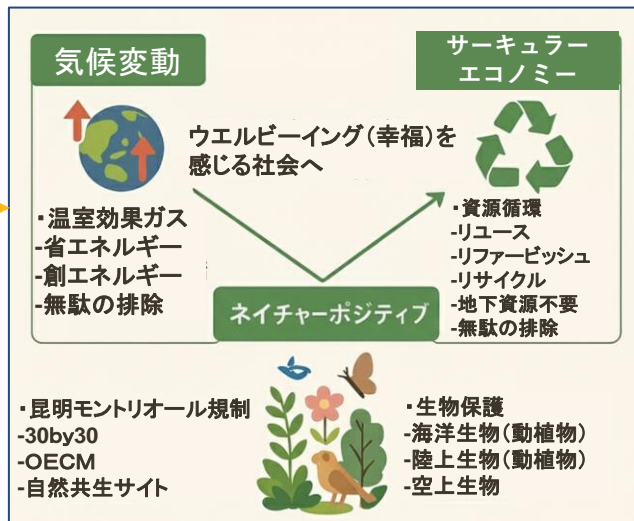 気候変動
サーキュラー
エコノミー
ウエルビーイング（幸福）を
感じる社会へ
・温室効果ガス
-省エネルギー
-創エネルギー
-無駄の排除
・資源循環
-リユース
-リファービッシュ
-リサイクル
-地下資源不要
-無駄の排除
ネイチャーポジティブ
・昆明モントリオール規制
-30by30
-OECM
-自然共生サイト
・生物保護
-海洋生物（動植物）
-陸上生物（動植物）
-空上生物